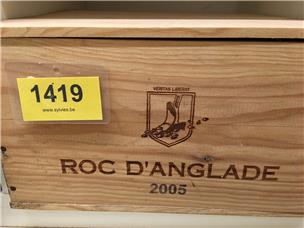 1419
www.sylvies.be
VERITAS LIBERAT
ROC D'ANGLADE
2005